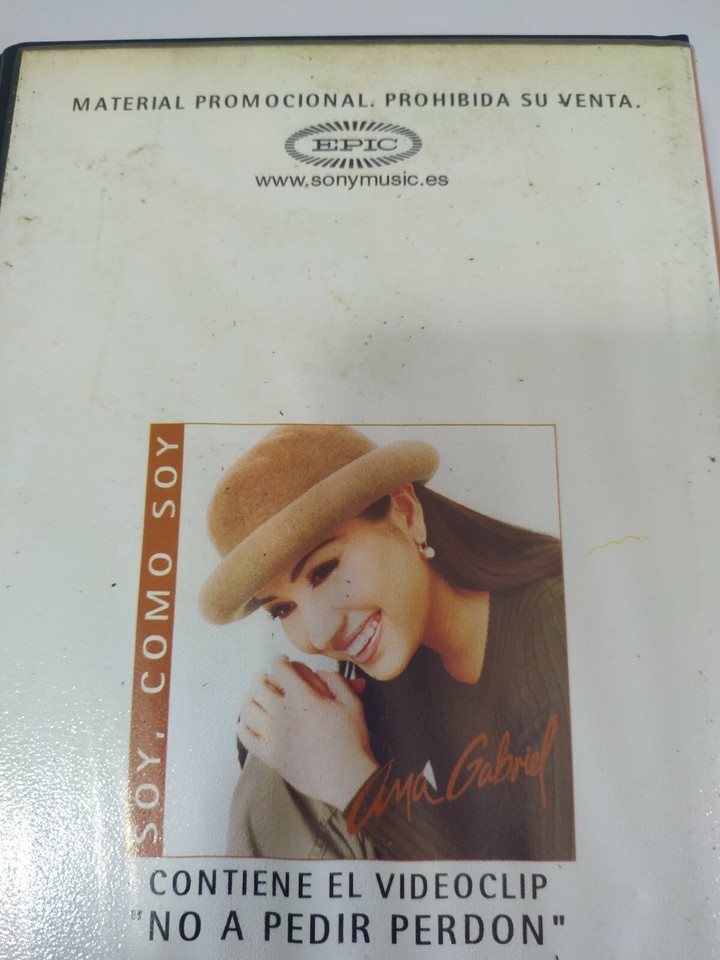 MATERIAL PROMOCIONAL. PROHIBIDA SU VENTA.
EPIC
www.sonymusic.es
SOY, COMO SOY
Ana Gabriel
CONTIENE EL VIDEOCLIP
"NO A PEDIR PERDON"